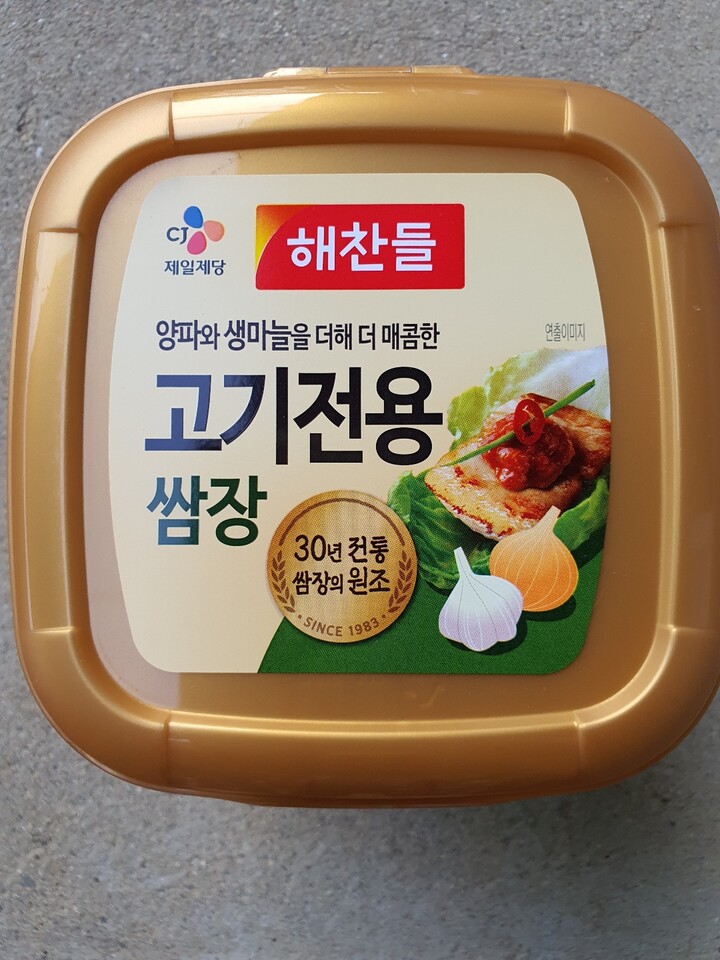 CJ
제일제당
해찬들
양파와 생마늘을 더해 더 매콤한
연출이미지
고기전용
쌈장
30년 전통
쌈장의 원조
SINCE 1983